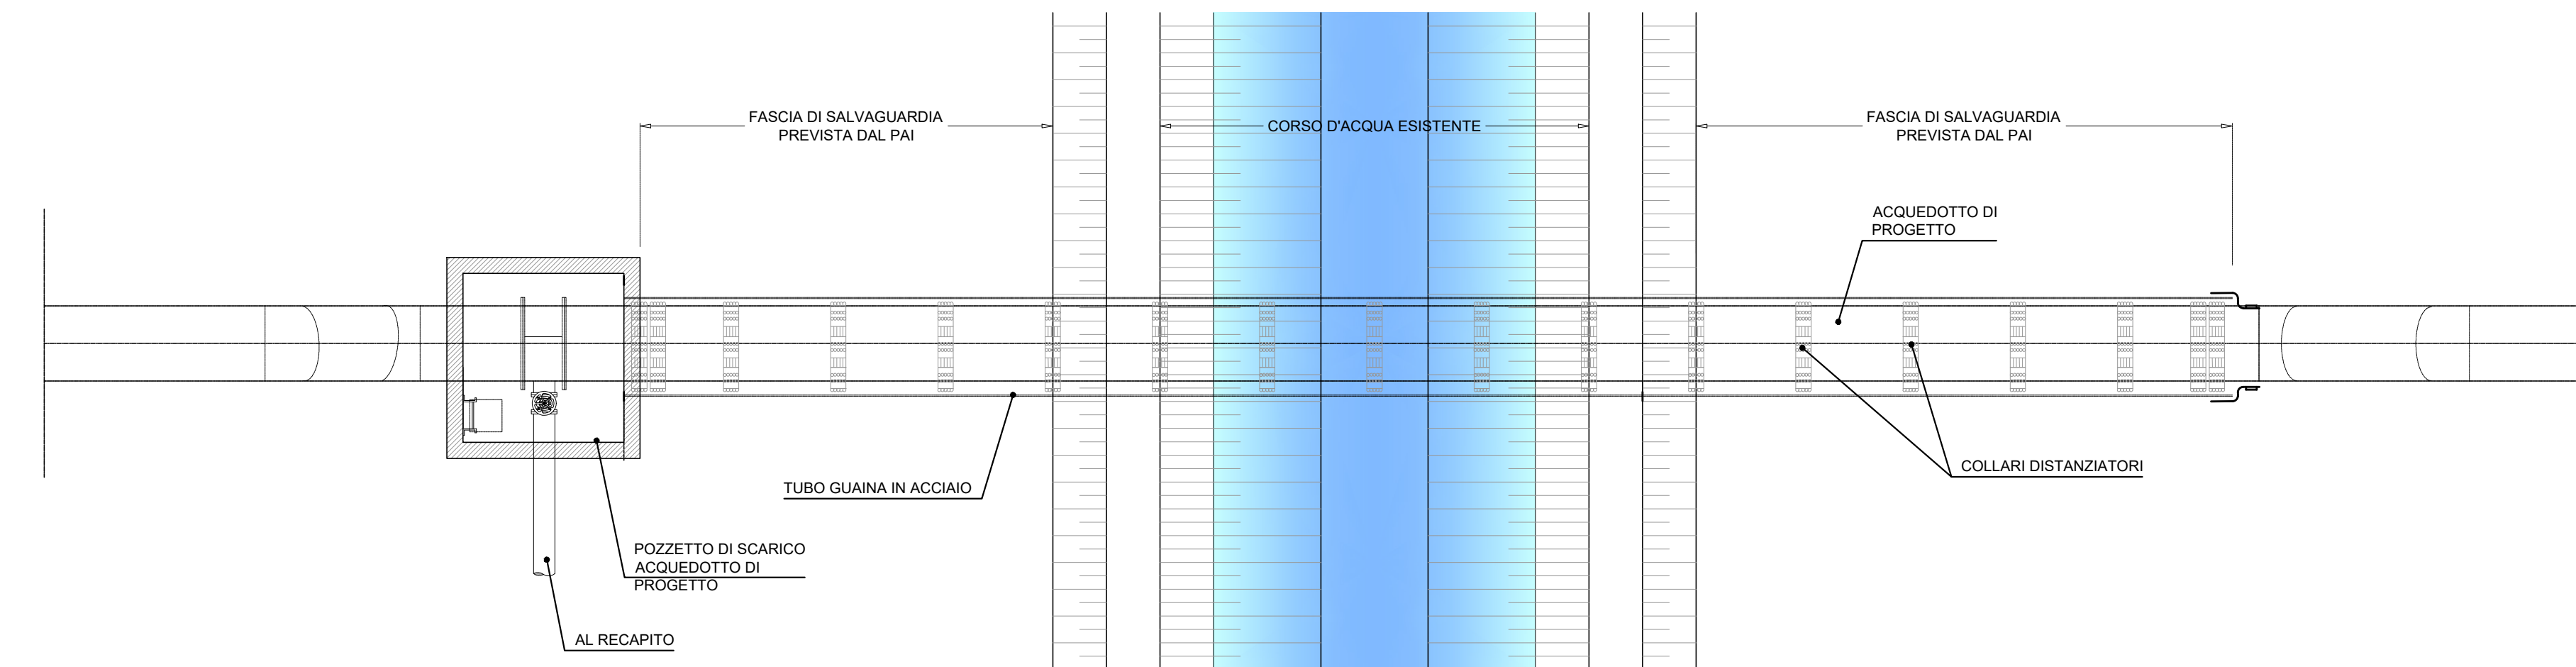 FASCIA DI SALVAGUARDIA
PREVISTA DAL PAI
CORSO D'ACQUA ESISTENTE
FASCIA DI SALVAGUARDIA
PREVISTA DAL PAI
ACQUEDOTTO DI
PROGETTO
COLLARI DISTANZIATORI
TUBO GUAINA IN ACCIAIO
POZZETTO DI SCARICO
ACQUEDOTTO DI
PROGETTO
AL RECAPITO